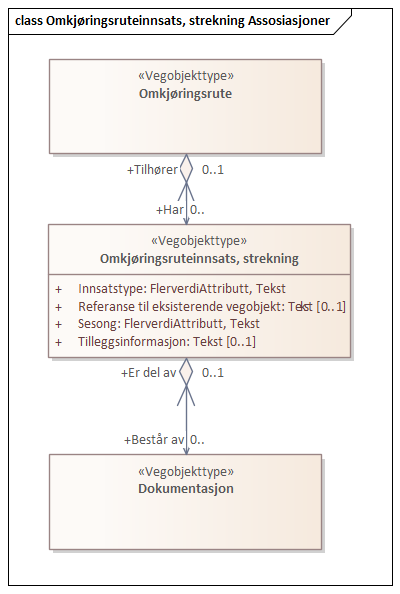 class Omkjøringsruteinnsats, strekning Assosiasjoner
«Vegobjekttype»
Omkjøringsrute
+Tilhører 0..1
+Har 0..
«Vegobjekttype»
Omkjøringsruteinnsats, strekning
+ Innsatstype: FlerverdiAttributt, Tekst
+ Referanse til eksisterende vegobjekt: Tekst [0..1]
+ Sesong: FlerverdiAttributt, Tekst
+ Tilleggsinformasjon: Tekst [0..1]
+Er del av 0..1
+Består av 0..
«Vegobjekttype»
Dokumentasjon